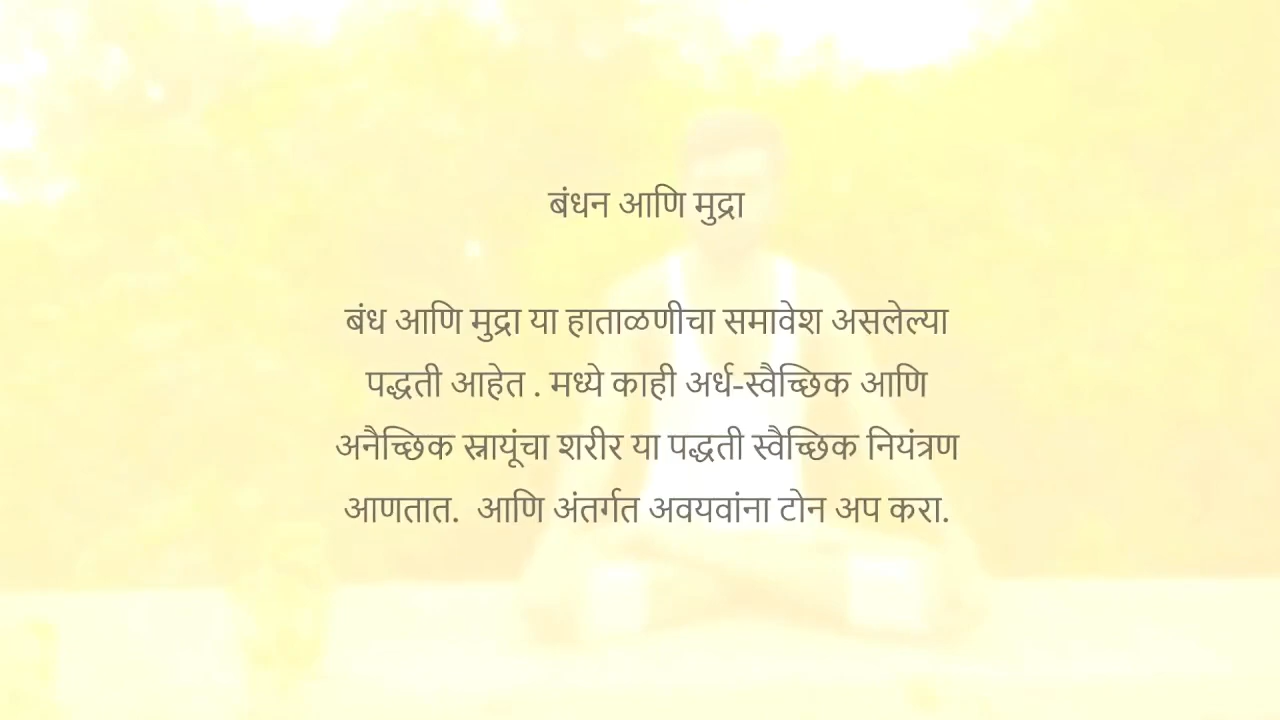 बंधन आणि मुद्रा
बंध आणि मुद्रा या हाताळणीचा समावेश असलेल्या
पद्धती आहेत . मध्ये काही अर्ध-स्वैच्छिक आणि
अनैच्छिक स्नायूंचा शरीर या पद्धती स्वैच्छिक नियंत्रण
आणतात.  आणि अंतर्गत अवयवांना टोन अप करा.